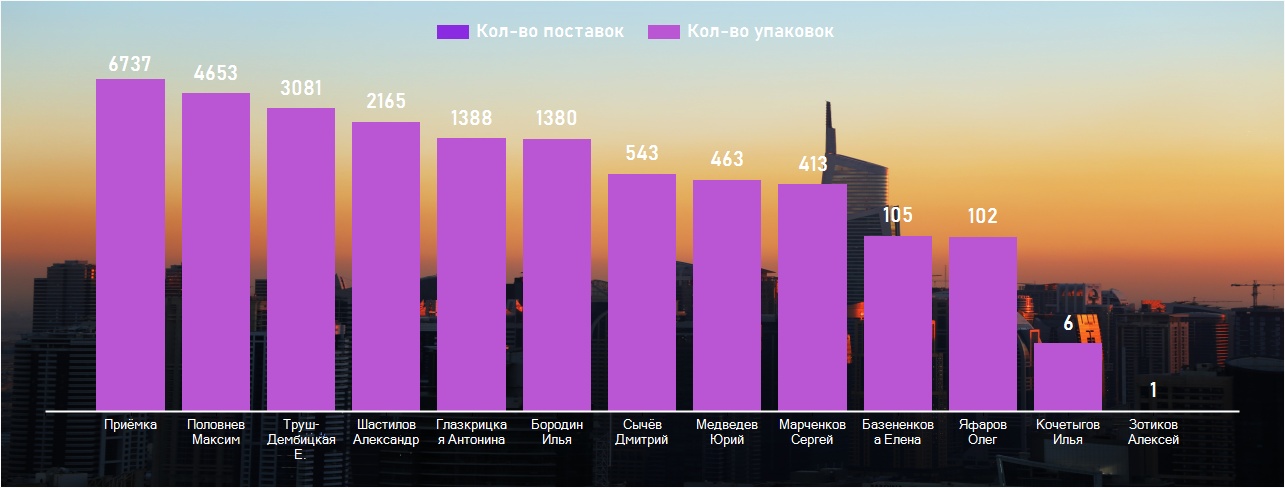 Кол-во поставок Кол-во упаковок
6737
4653
3081
2165
1388
1380
543
463
413
105
102
6
1
Приёмка
Половнев
Максим
Труш-
Дембицкая
Е.
Шастилов
Александр
Глазкрицка
я Антонина
Бородин
Илья
Сычёв
Дмитрий
Медведев
Юрий
Марченков
Сергей
Базененков
а Елена
Яфаров
Олег
Кочетыгов
Илья
Зотиков
Алексей